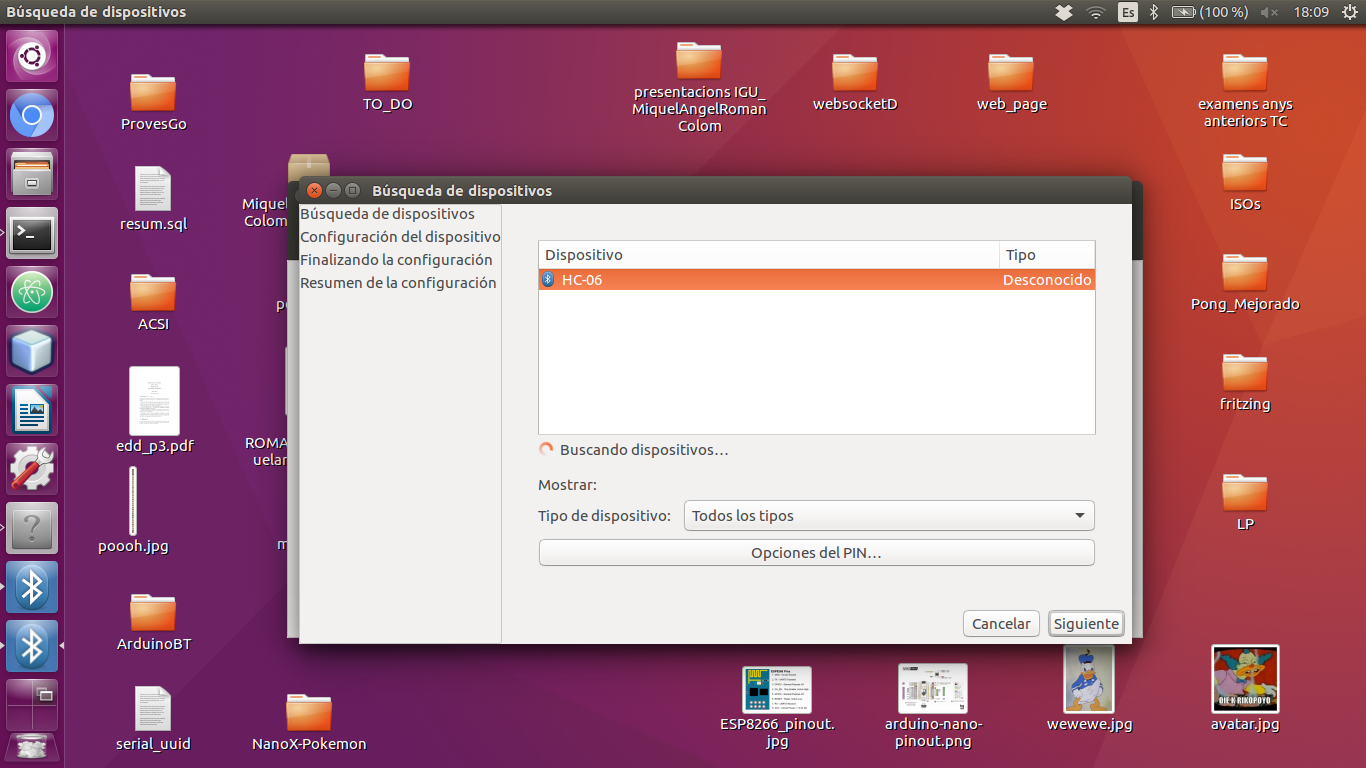 Búsqueda de dispositivos
Es
(100 %)
18:09
TO_DO
presentacions IGU_
MiquelAngelRoman
Colom
websocketD
web_page
examens anys
anteriors TC
ProvesGo
resum.sql
Miquel
Colom
ISOs
ACSI
Pong_Mejorado
fritzing
edd_p3.pdf
ROMA
uelar
LP
poooh.jpg
ArduinoBT
serial_uuid
NanoX-Pokemon
Búsqueda de dispositivos
Búsqueda de dispositivos
Configuración del dispositivo
Finalizando la configuración
Resumen de la configuración
Dispositivo
Tipo
HC-06
Desconocido
Buscando dispositivos...
Mostrar:
Tipo de dispositivo:
Todos los tipos
Opciones del PIN...
Cancelar
Siguiente
ESP8266_pinout.
jpg
arduino-nano-
pinout.png
wewewe.jpg
OIE K RIKOPOYO
avatar.jpg